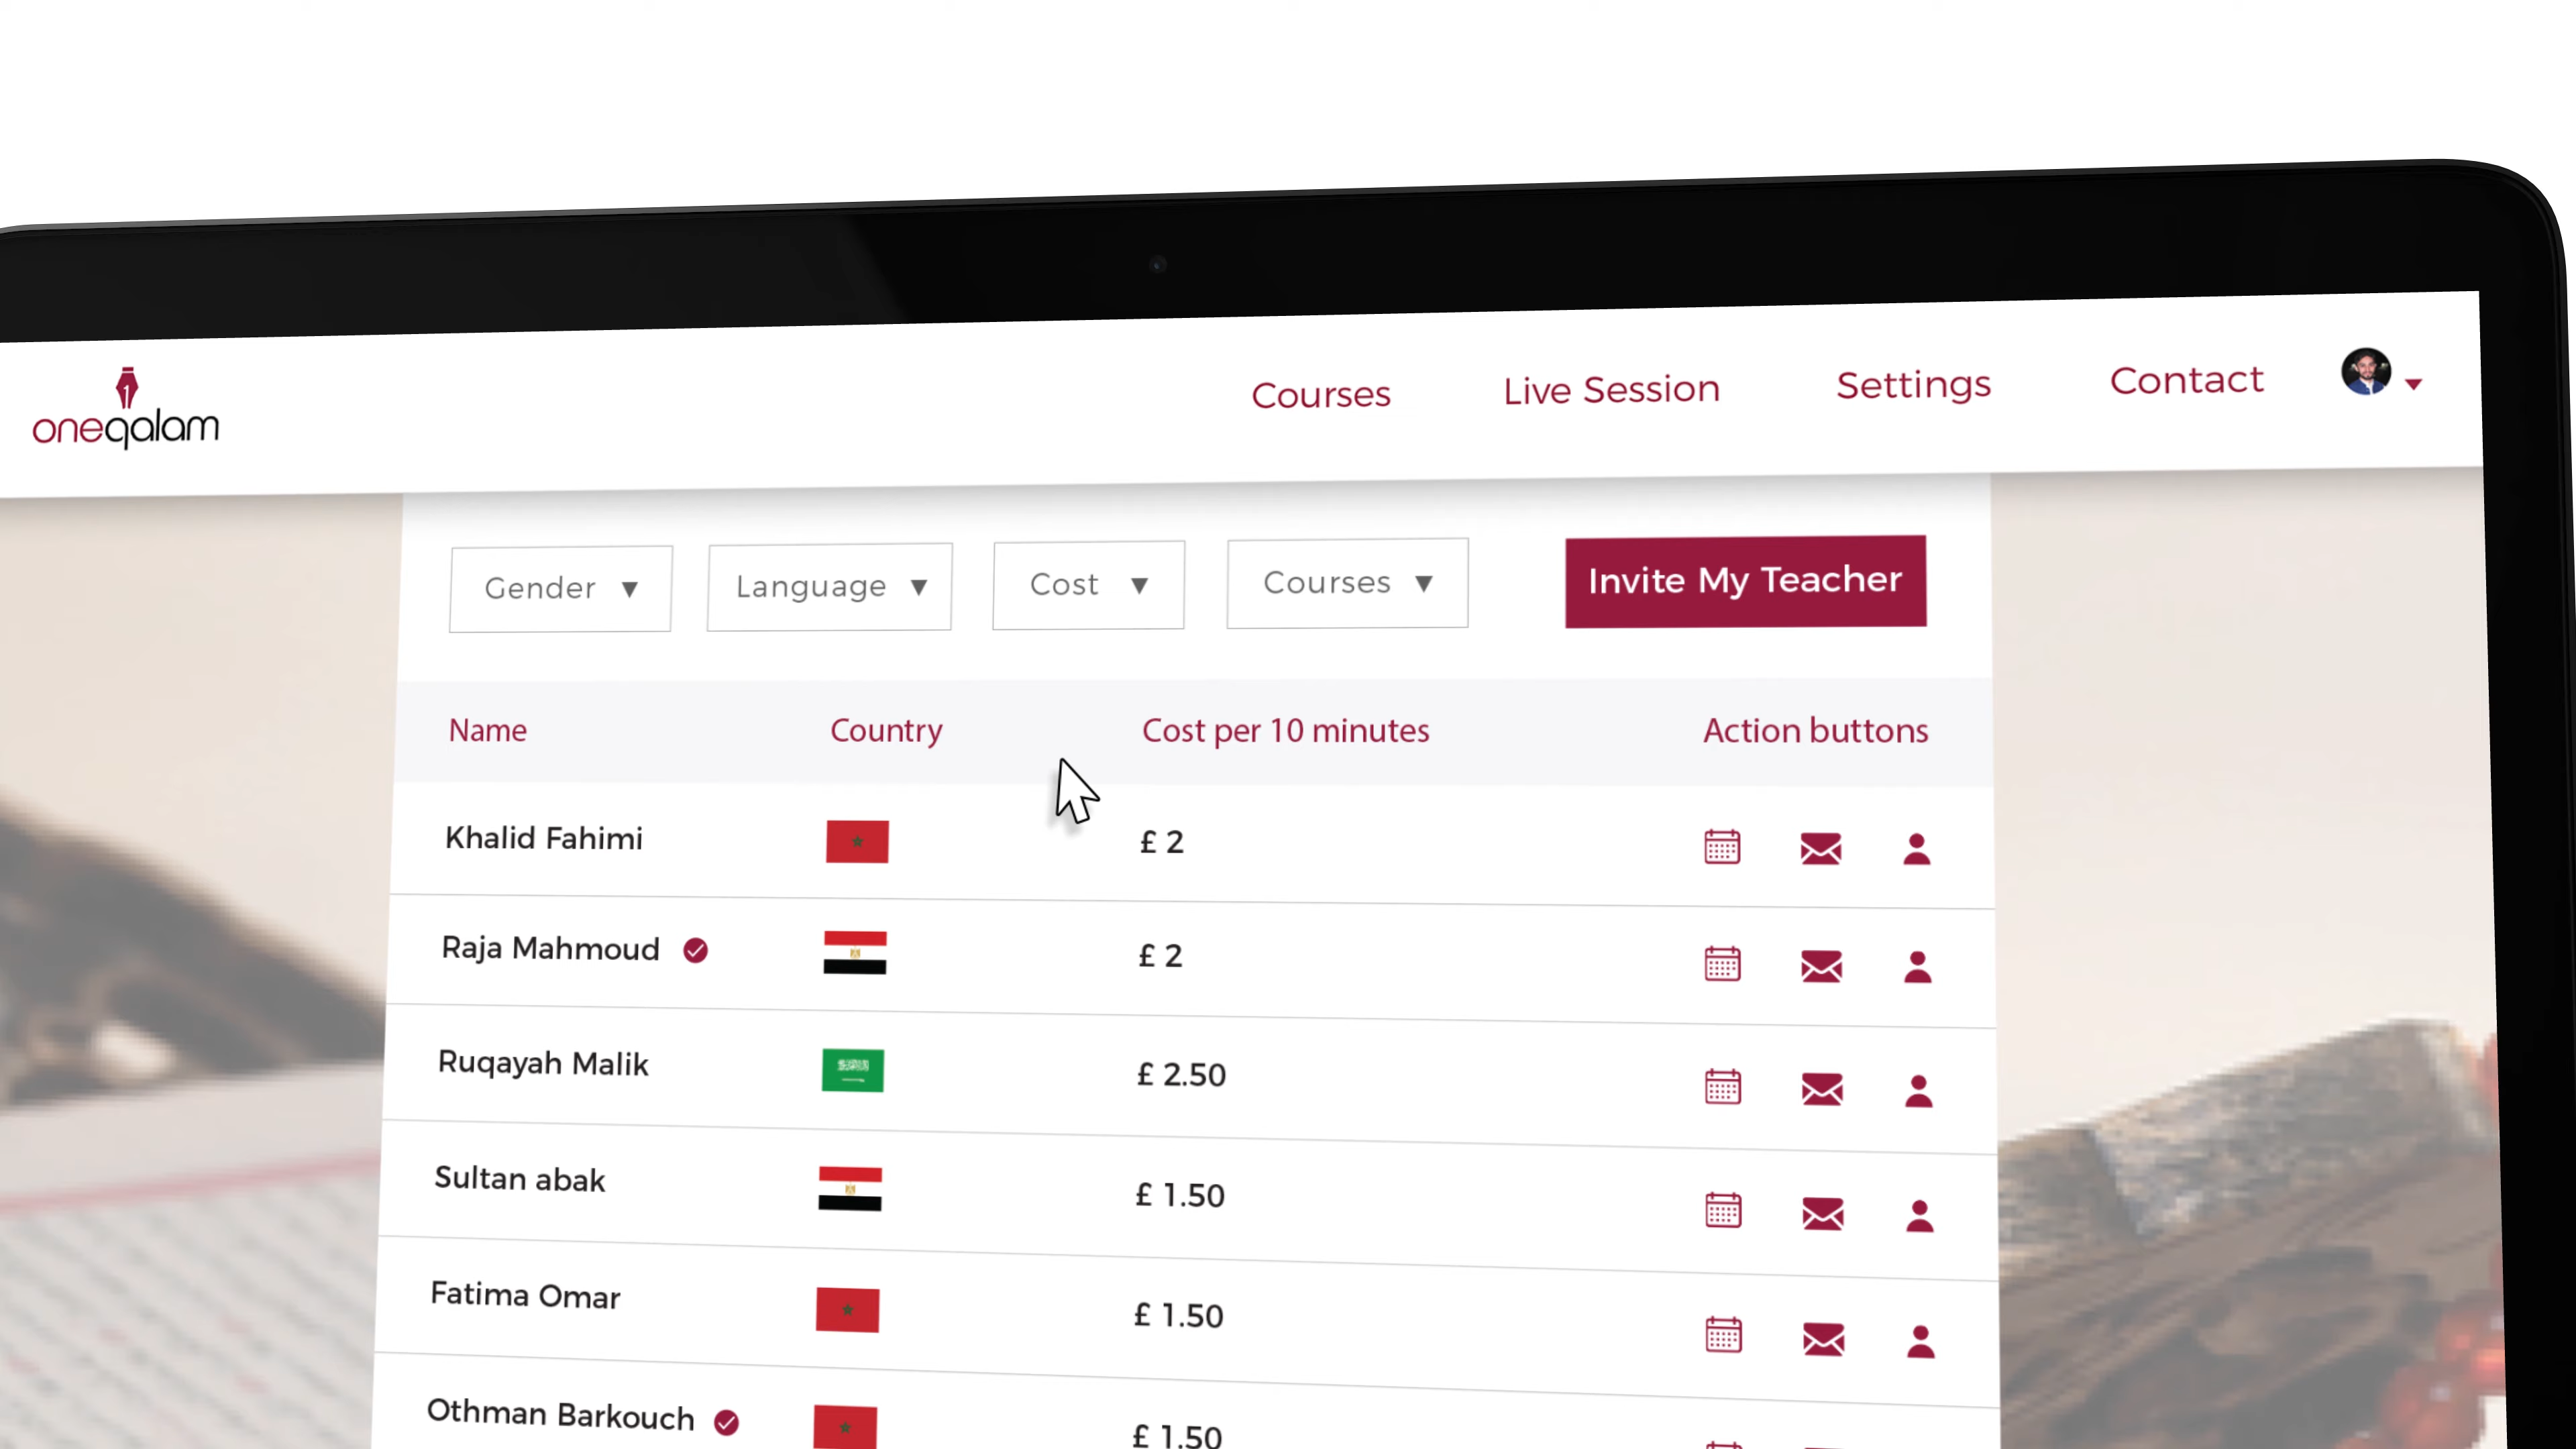 oneqalam
Courses Live Session Settings Contact
Gender ▼ Language ▼ Cost ▼ Courses ▼ Invite My Teacher
Name Country Cost per 10 minutes Action buttons
Khalid Fahimi £ 2
Raja Mahmoud £ 2
Ruqayah Malik £ 2.50
Sultan abak £ 1.50
Fatima Omar £ 1.50
Othman Barkouch £ 1.50